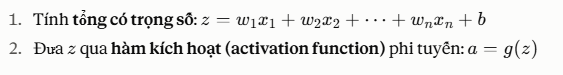 1. Tính tổng có trọng số: z = w₁x₁ + w₂x₂ + ⋯ + wₙxₙ + b
2. Đưa z qua hàm kích hoạt (activation function) phi tuyến: a = g(z)